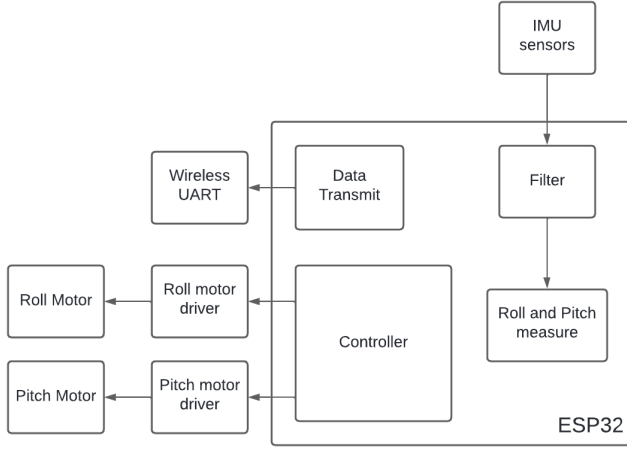 IMU
sensors
Wireless
UART
Data
Transmit
Filter
Roll Motor
Roll motor
driver
Controller
Roll and Pitch
measure
Pitch Motor
Pitch motor
driver
ESP32